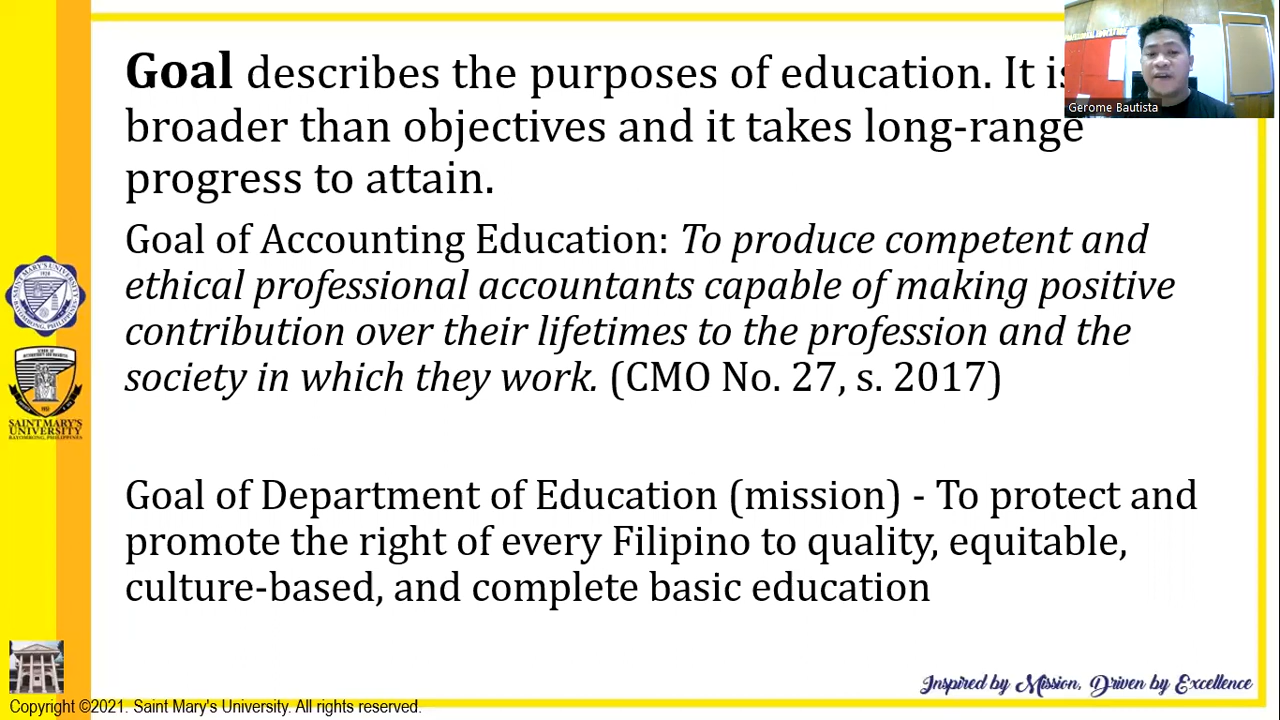 Goal describes the purposes of education. It is
broader than objectives and it takes long-range
progress to attain.
Goal of Accounting Education: To produce competent and
ethical professional accountants capable of making positive
contribution over their lifetimes to the profession and the
society in which they work. (CMO No. 27, s. 2017)
Goal of Department of Education (mission) - To protect and
promote the right of every Filipino to quality, equitable,
culture-based, and complete basic education
Gerome Bautista
SAINT MARY'S
UNIVERSITY
BAYOMBONG, PHILIPPINES
Inspired by Mission, Driven by Excellence
Copyright ©2021. Saint Mary's University. All rights reserved.